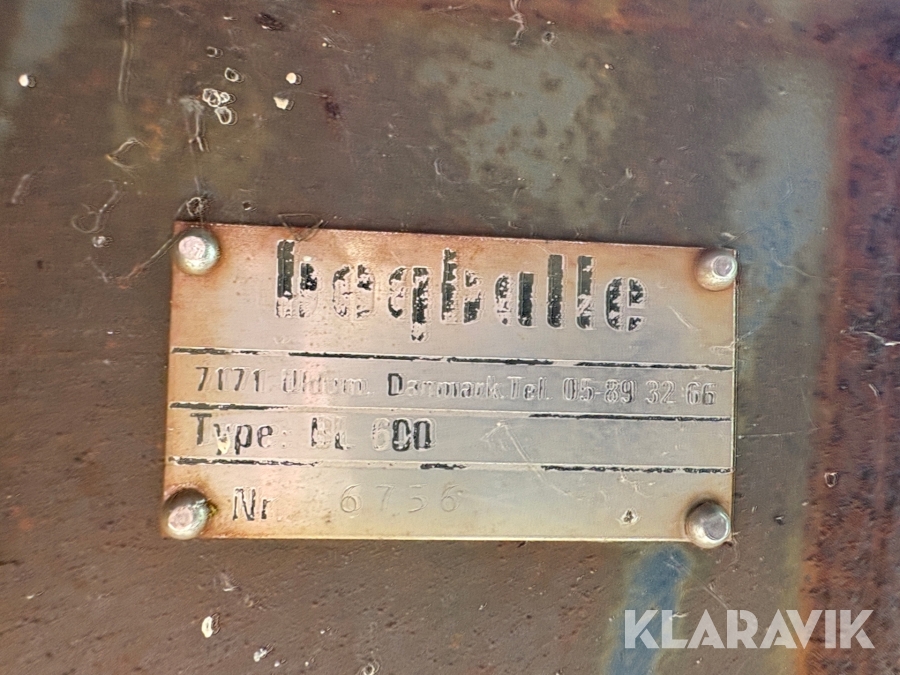 bogballe
7171 Uldum. Danmark. Tel. 05-89 32 66
Type: BL 600
Nr 6756
KLARAVIK